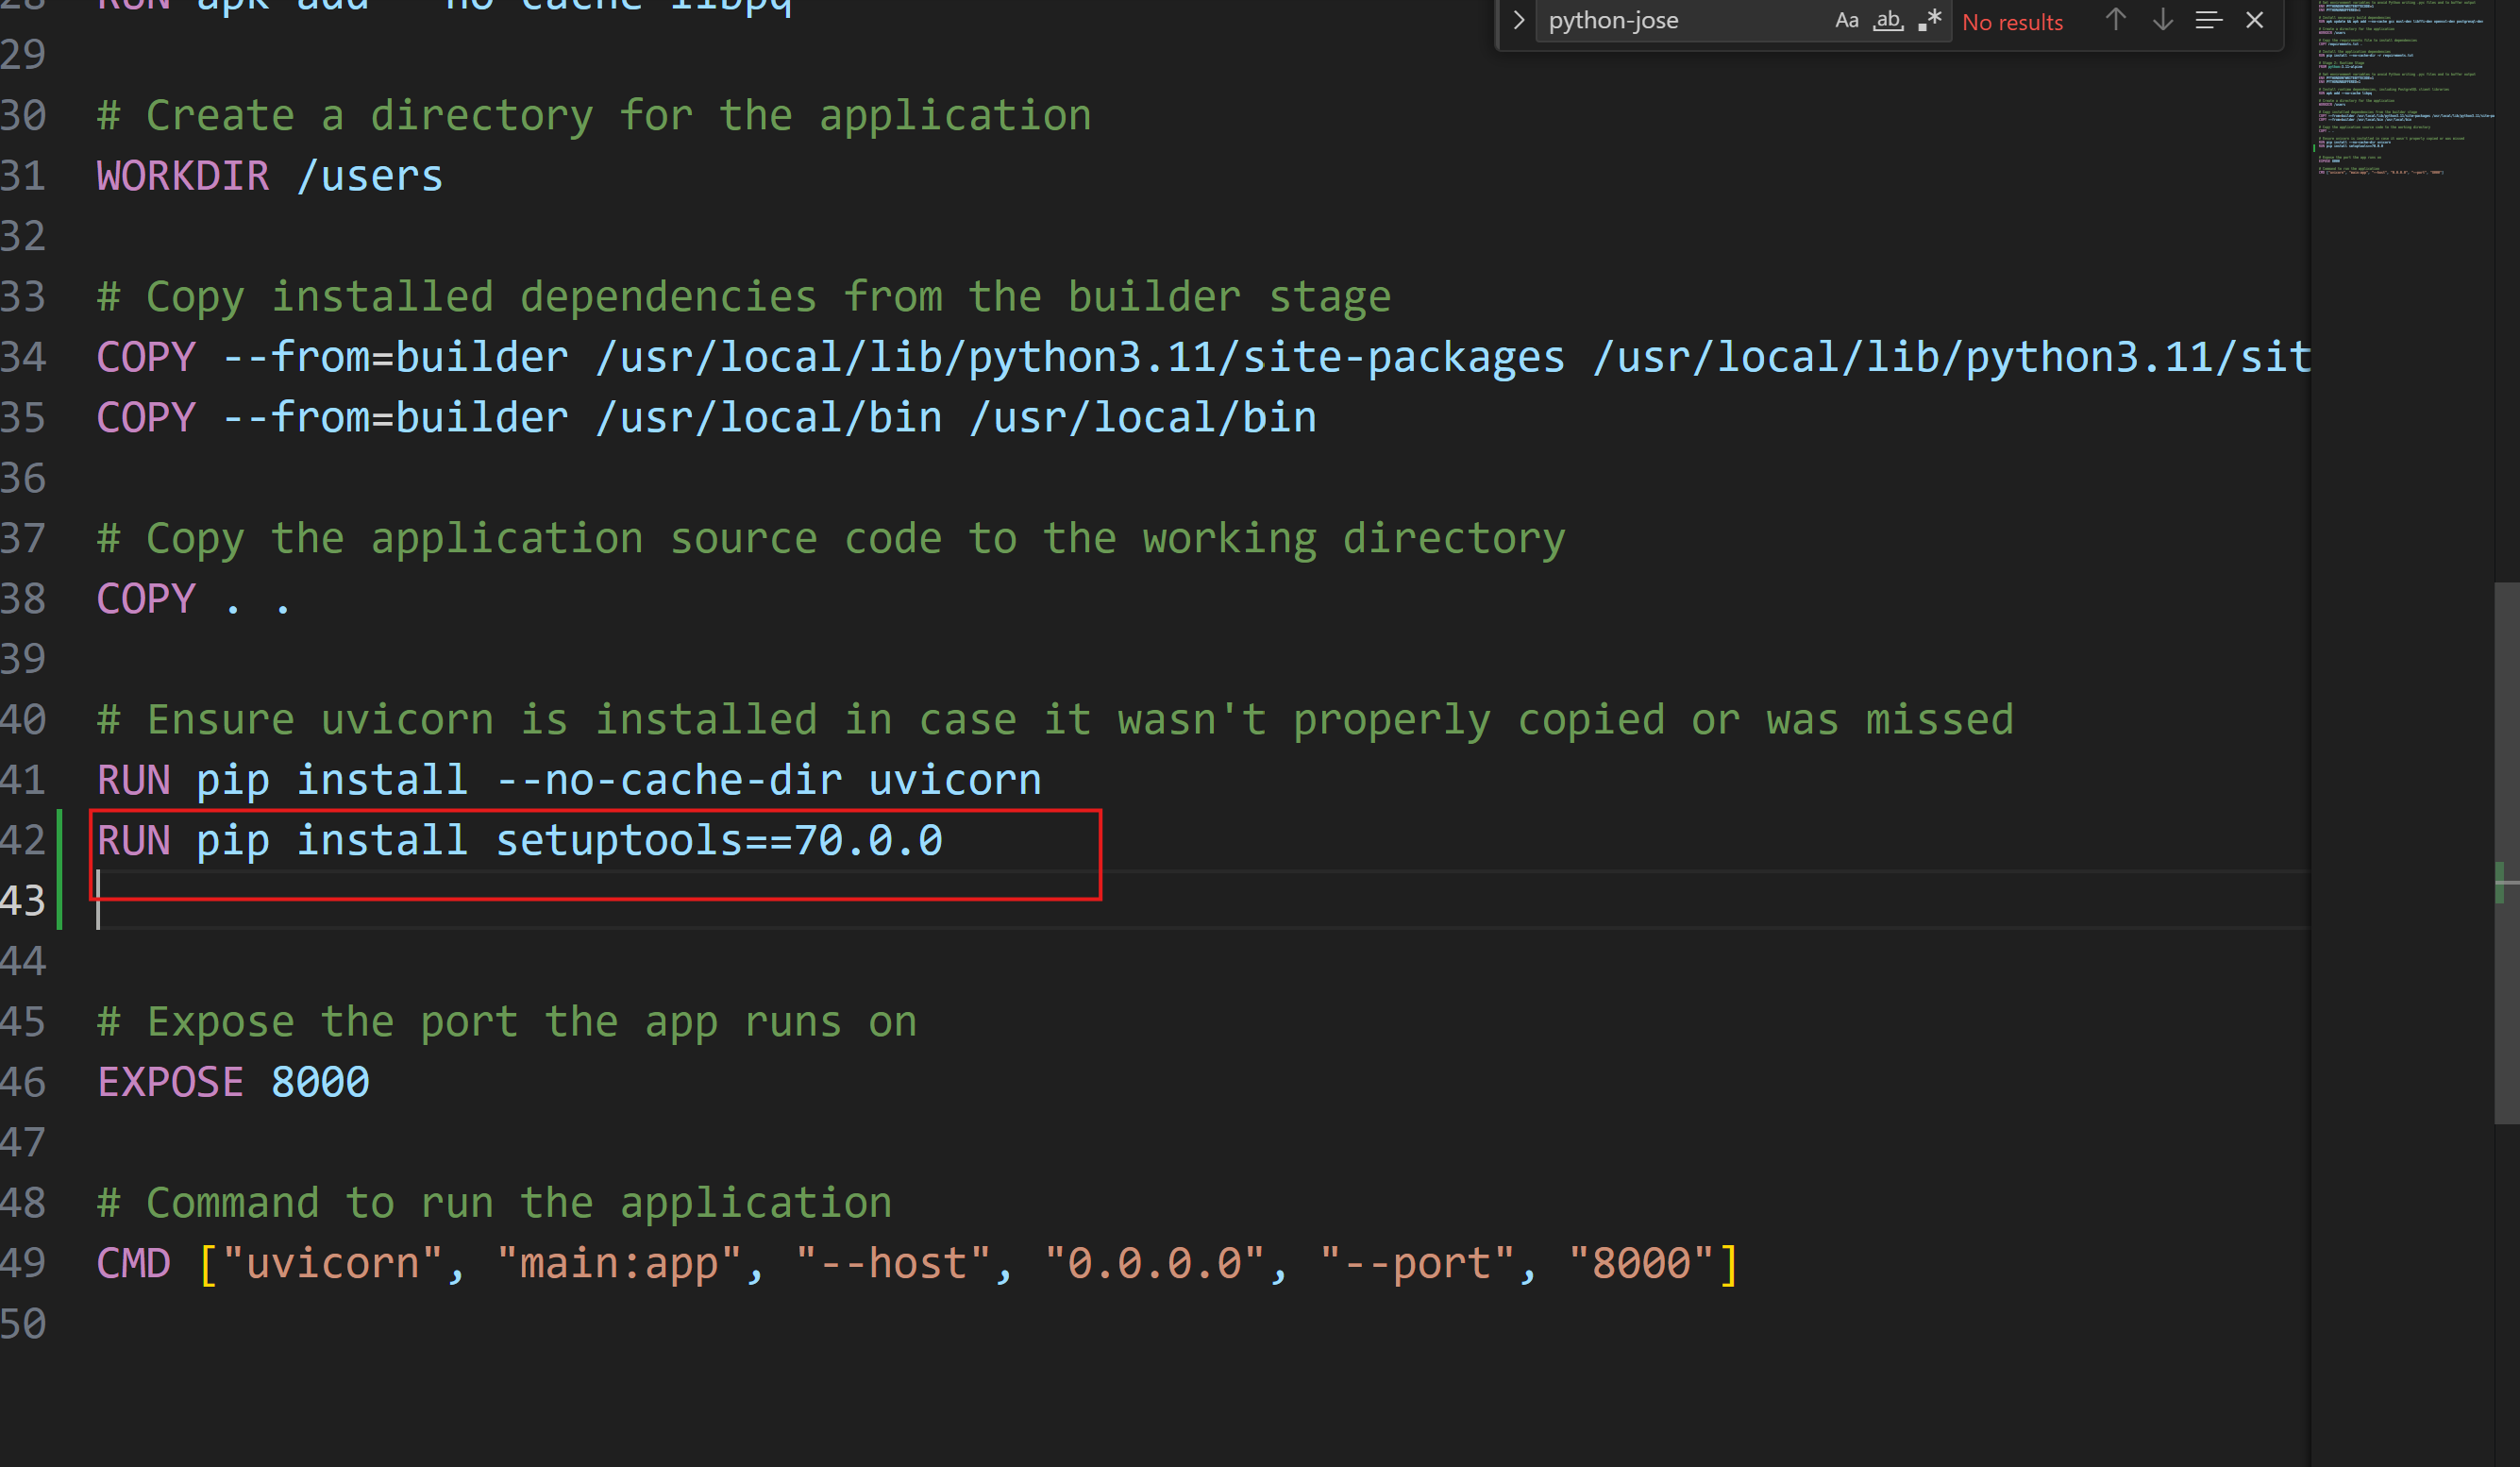 28 RUN apk add --no-cache libpq
python-jose Aa ab .* No results
29
30 # Create a directory for the application
31 WORKDIR /users
32
33 # Copy installed dependencies from the builder stage
34 COPY --from=builder /usr/local/lib/python3.11/site-packages /usr/local/lib/python3.11/sit
35 COPY --from=builder /usr/local/bin /usr/local/bin
36
37 # Copy the application source code to the working directory
38 COPY . .
39
40 # Ensure uvicorn is installed in case it wasn't properly copied or was missed
41 RUN pip install --no-cache-dir uvicorn
42 RUN pip install setuptools==70.0.0
43
44
45 # Expose the port the app runs on
46 EXPOSE 8000
47
48 # Command to run the application
49 CMD ["uvicorn", "main:app", "--host", "0.0.0.0", "--port", "8000"]
50